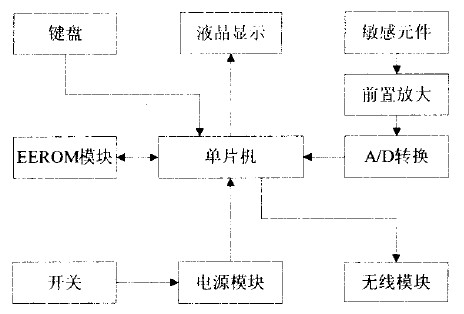 键盘
液晶显示
敏感元件
前置放大
EEROM模块
单片机
A/D转换
开关
电源模块
无线模块